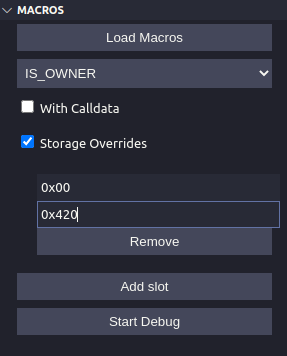 MACROS
Load Macros
IS_OWNER
With Calldata
Storage Overrides
0x00
0x420
Remove
Add slot
Start Debug